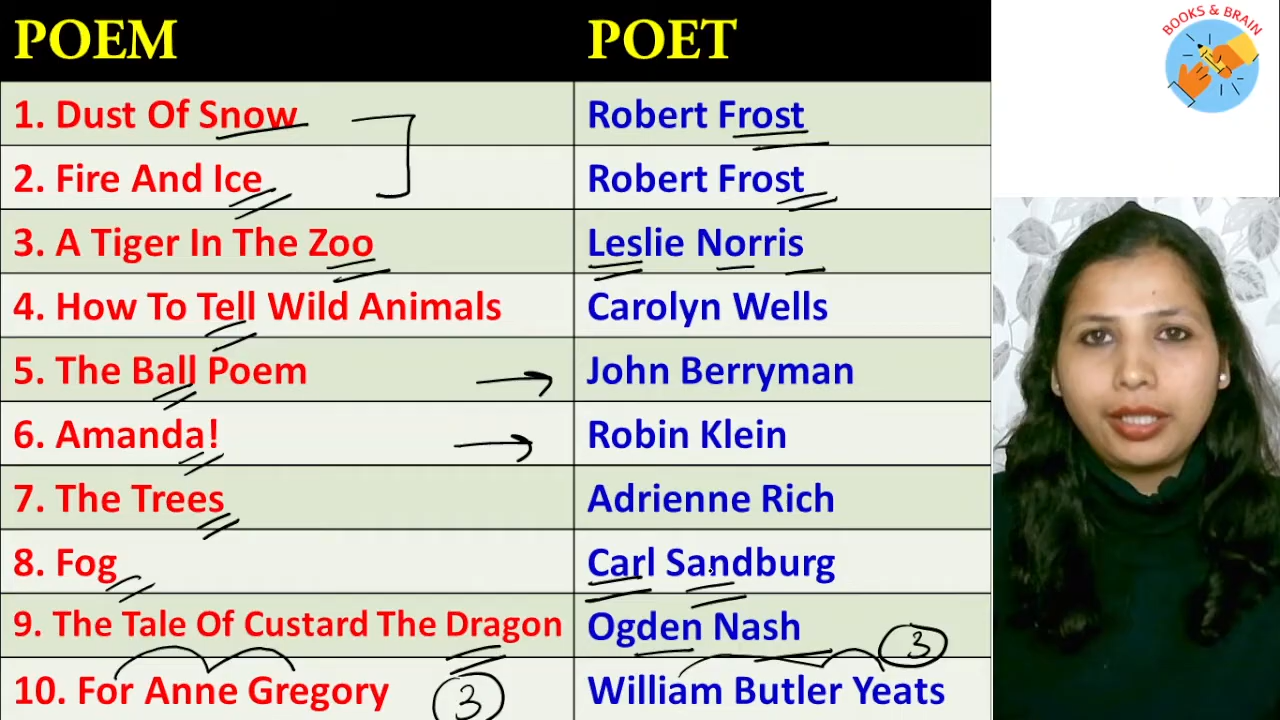 POEM POET
BOOKS & BRAIN
1. Dust Of Snow Robert Frost
2. Fire And Ice Robert Frost
3. A Tiger In The Zoo Leslie Norris
4. How To Tell Wild Animals Carolyn Wells
5. The Ball Poem John Berryman
6. Amanda! Robin Klein
7. The Trees Adrienne Rich
8. Fog Carl Sandburg
9. The Tale Of Custard The Dragon Ogden Nash
3
10. For Anne Gregory 3 William Butler Yeats